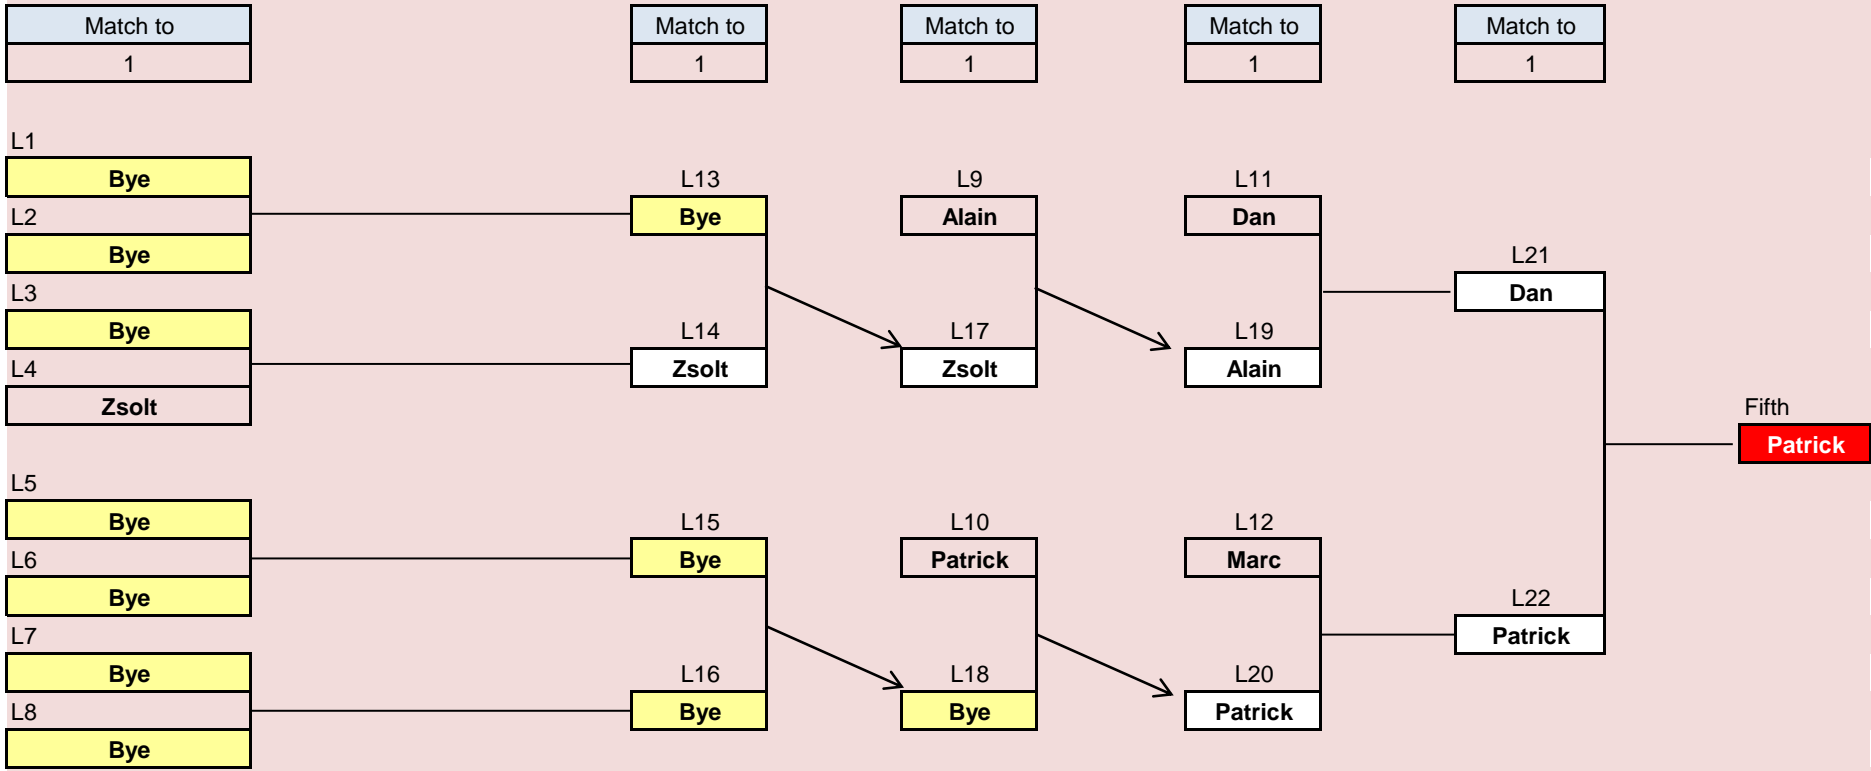 Match to Match to Match to Match to Match to
1 1 1 1 1
L1
Bye L13 L9 L11
L2 Bye Alain Dan
Bye L21
L3 Dan
Bye L14 L17 L19
L4 Zsolt Zsolt Alain
Zsolt Fifth
Patrick
L5
Bye L15 L10 L12
L6 Bye Patrick Marc
Bye L22
L7 Patrick
Bye L16 L18 L20
L8 Bye Bye Patrick
Bye